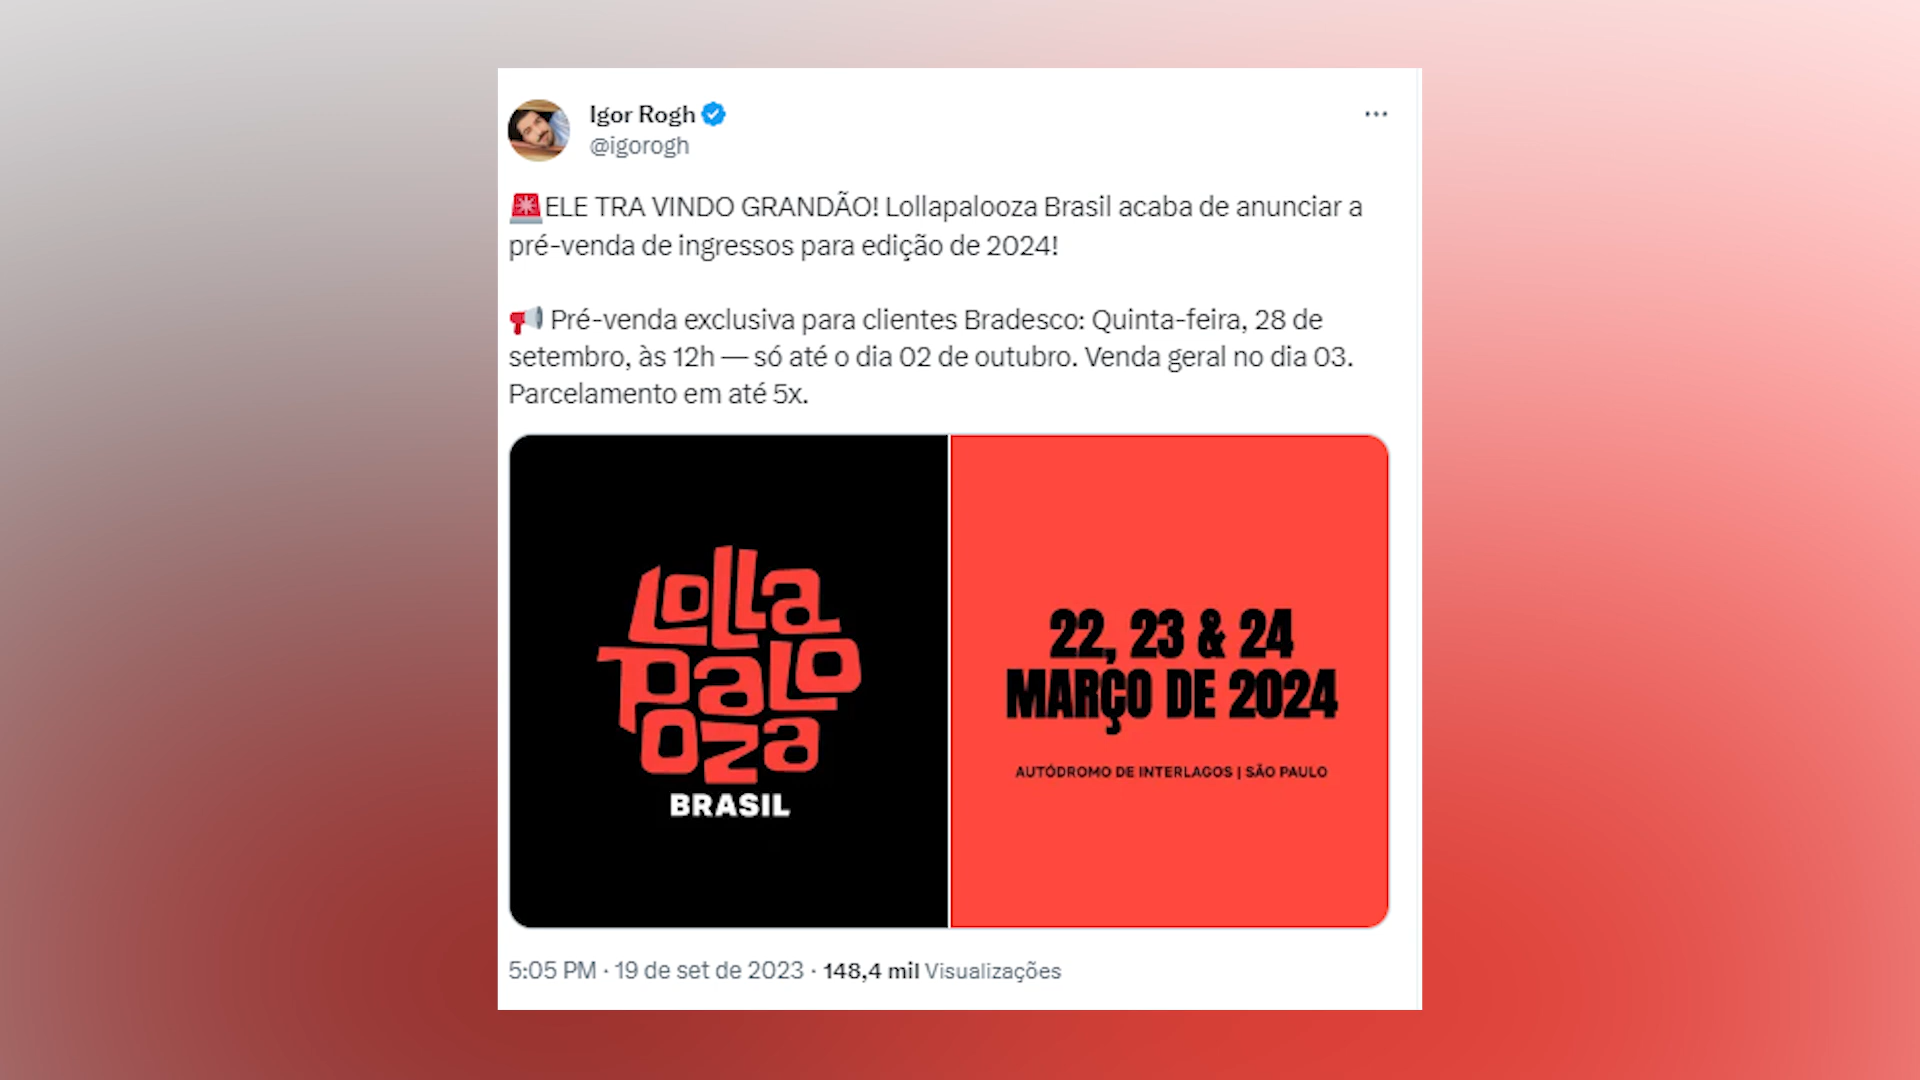 Igor Rogh
@igorogh
ELE TRA VINDO GRANDÃO! Lollapalooza Brasil acaba de anunciar a
pré-venda de ingressos para edição de 2024!
Pré-venda exclusiva para clientes Bradesco: Quinta-feira, 28 de
setembro, às 12h — só até o dia 02 de outubro. Venda geral no dia 03.
Parcelamento em até 5x.
Lolla
Palo
oza
BRASIL
22, 23 & 24
MARÇO DE 2024
AUTÓDROMO DE INTERLAGOS | SÃO PAULO
5:05 PM · 19 de set de 2023 · 148,4 mil Visualizações